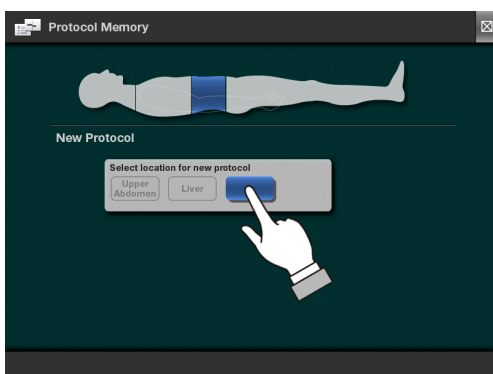 Protocol Memory
New Protocol
Select location for new protocol
Upper
Abdomen
Liver